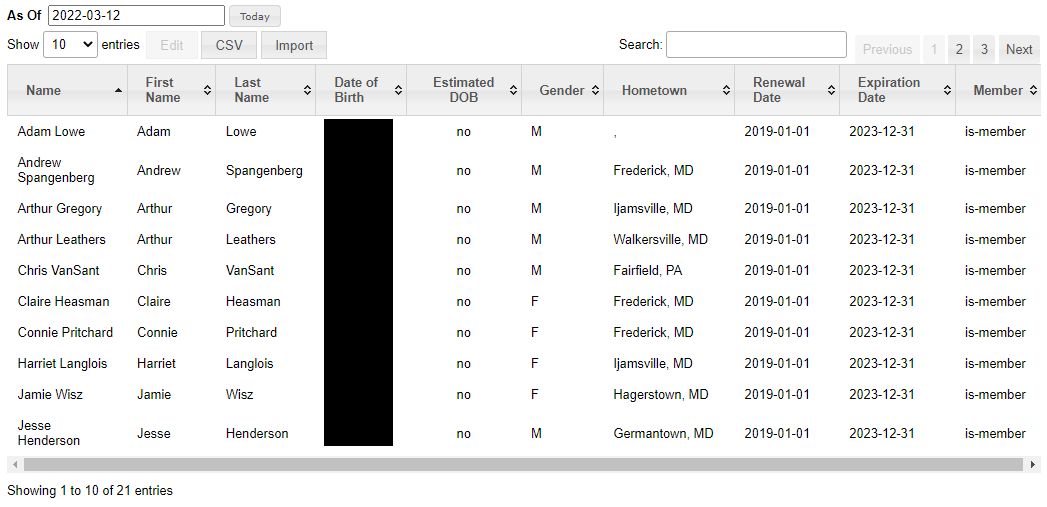 As Of 2022-03-12 Today
Show 10 entries Edit CSV Import Search: Previous 1 2 3 Next
Name First Name Last Name Date of Birth Estimated DOB Gender Hometown Renewal Date Expiration Date Member
Adam Lowe Adam Lowe no M , 2019-01-01 2023-12-31 is-member
Andrew Spangenberg Andrew Spangenberg no M Frederick, MD 2019-01-01 2023-12-31 is-member
Arthur Gregory Arthur Gregory no M Ijamsville, MD 2019-01-01 2023-12-31 is-member
Arthur Leathers Arthur Leathers no M Walkersville, MD 2019-01-01 2023-12-31 is-member
Chris VanSant Chris VanSant no M Fairfield, PA 2019-01-01 2023-12-31 is-member
Claire Heasman Claire Heasman no F Frederick, MD 2019-01-01 2023-12-31 is-member
Connie Pritchard Connie Pritchard no F Frederick, MD 2019-01-01 2023-12-31 is-member
Harriet Langlois Harriet Langlois no F Ijamsville, MD 2019-01-01 2023-12-31 is-member
Jamie Wisz Jamie Wisz no F Hagerstown, MD 2019-01-01 2023-12-31 is-member
Jesse Henderson Jesse Henderson no M Germantown, MD 2019-01-01 2023-12-31 is-member
Showing 1 to 10 of 21 entries